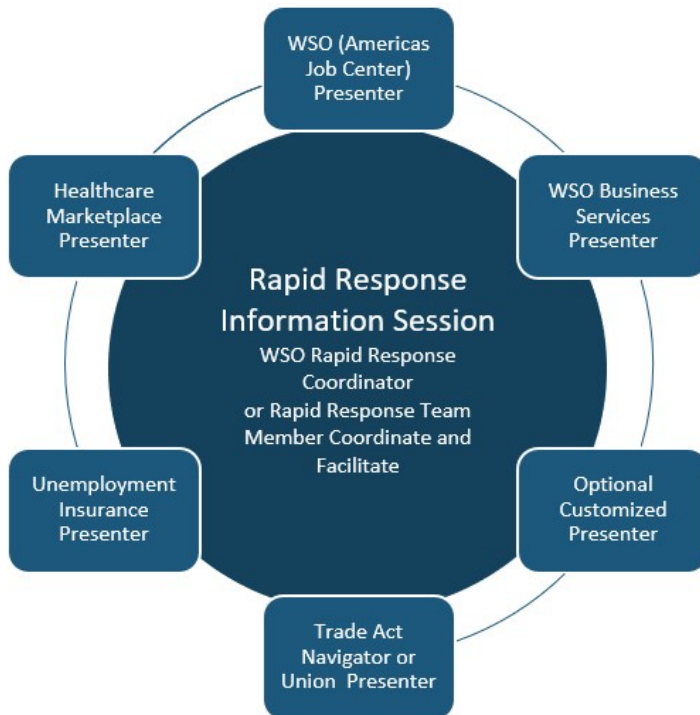 WSO (Americas
Job Center)
Presenter
WSO Business
Services
Presenter
Optional
Customized
Presenter
Trade Act
Navigator or
Union Presenter
Unemployment
Insurance
Presenter
Healthcare
Marketplace
Presenter
Rapid Response
Information Session
WSO Rapid Response
Coordinator
or Rapid Response Team
Member Coordinate and
Facilitate